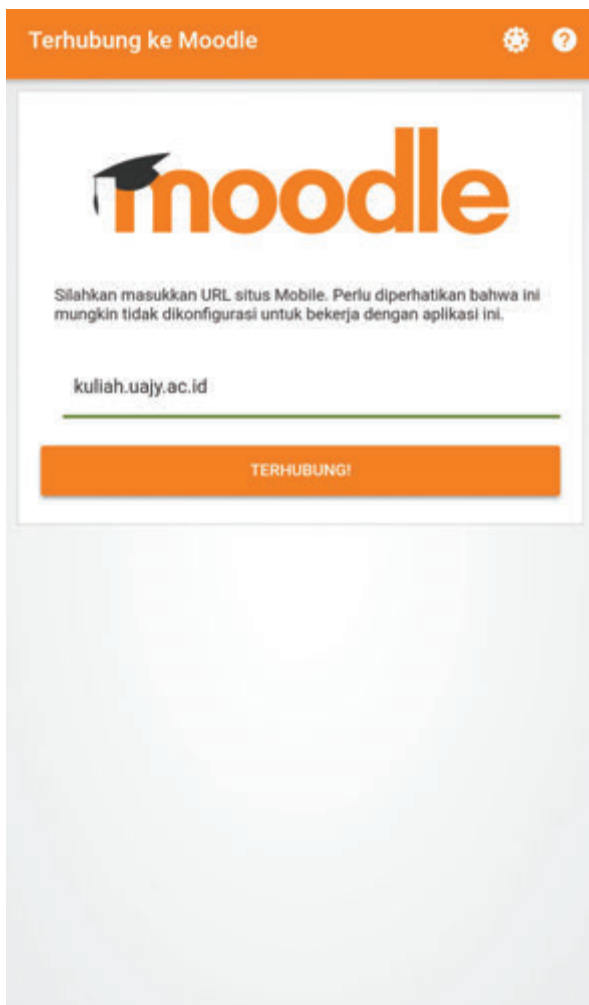 Terhubung ke Moodle
moodle
Silahkan masukkan URL situs Mobile. Perlu diperhatikan bahwa ini
mungkin tidak dikonfigurasi untuk bekerja dengan aplikasi ini.
kuliah.uajy.ac.id
TERHUBUNG!